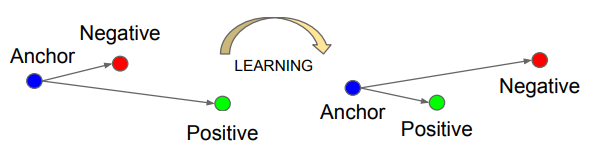 Negative
Anchor
Positive
LEARNING
Anchor
Positive
Negative